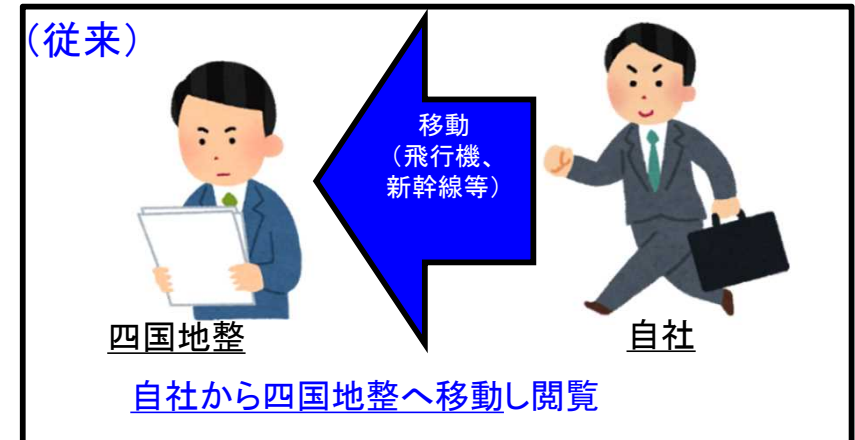 （従来）
移動
（飛行機、
新幹線等）
四国地整
自社
自社から四国地整へ移動し閲覧